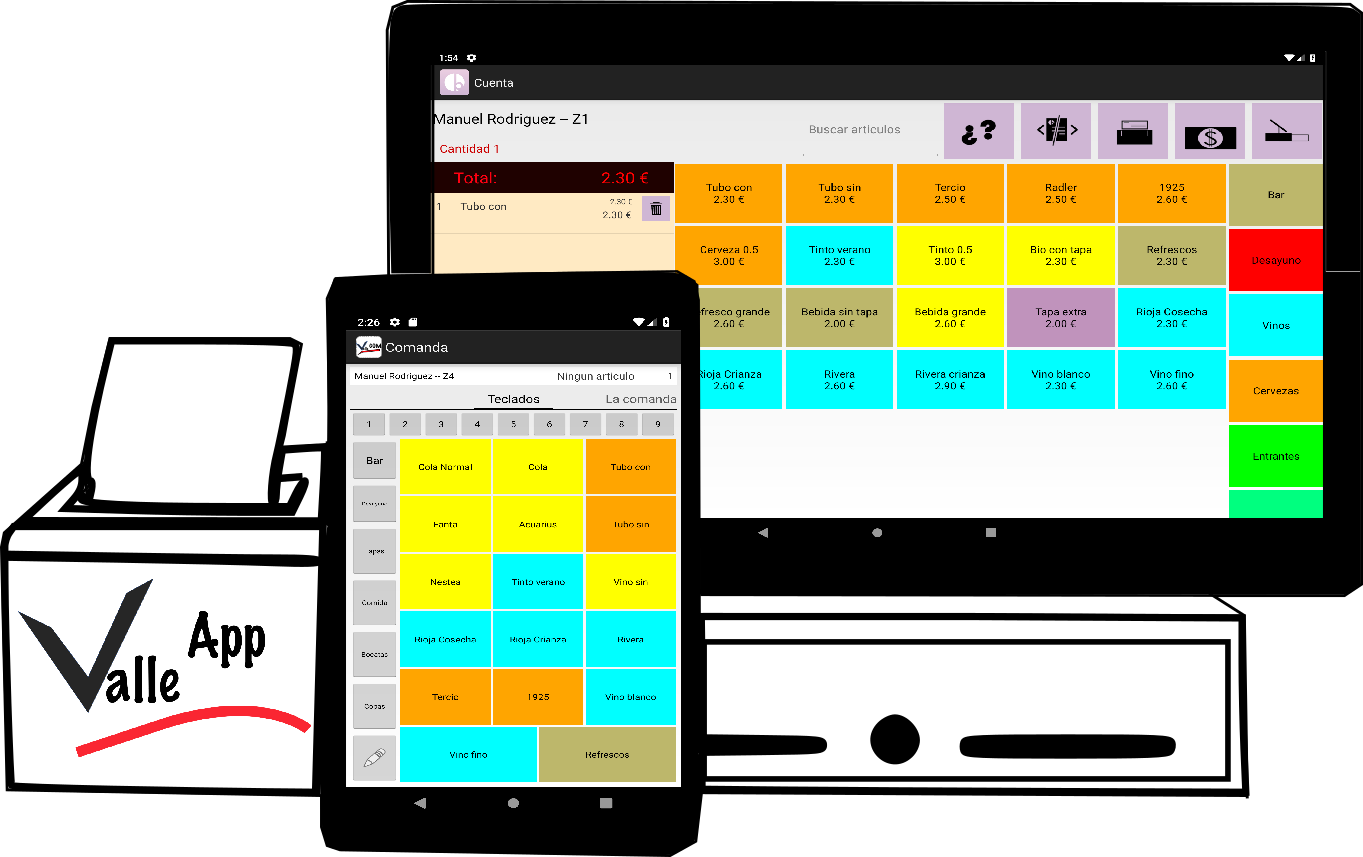 1:54
Cuenta
Manuel Rodriguez – Z1
Buscar articulos
Cantidad 1
Total: 2.30 €
1 Tubo con 2.30 €
2.30 €
Tubo con
2.30 €
Tubo sin
2.30 €
Tercio
2.50 €
Radler
2.50 €
1925
2.60 €
Bar
Cerveza 0.5
3.00 €
Tinto verano
2.30 €
Tinto 0.5
3.00 €
Bio con tapa
2.30 €
Refrescos
2.30 €
Desayuno
fresco grande
2.60 €
Bebida sin tapa
2.00 €
Bebida grande
2.60 €
Tapa extra
2.00 €
Rioja Cosecha
2.30 €
Vinos
Rioja Crianza
2.60 €
Rivera
2.60 €
Rivera crianza
2.90 €
Vino blanco
2.30 €
Vino fino
2.60 €
Cervezas
Entrantes
2:26
Comanda
Manuel Rodriguez -- Z4
Ningun articulo 1
Teclados
La comanda
1 2 3 4 5 6 7 8 9
Bar
Cola Normal
Cola
Tubo con
Fanta
Aquarius
Tubo sin
Tapas
Nestea
Tinto verano
Vino sin
Comida
Rioja Cosecha
Rioja Crianza
Rivera
Bocatas
Tercio
1925
Vino blanco
Copas
Vino fino
Refrescos
Valle App